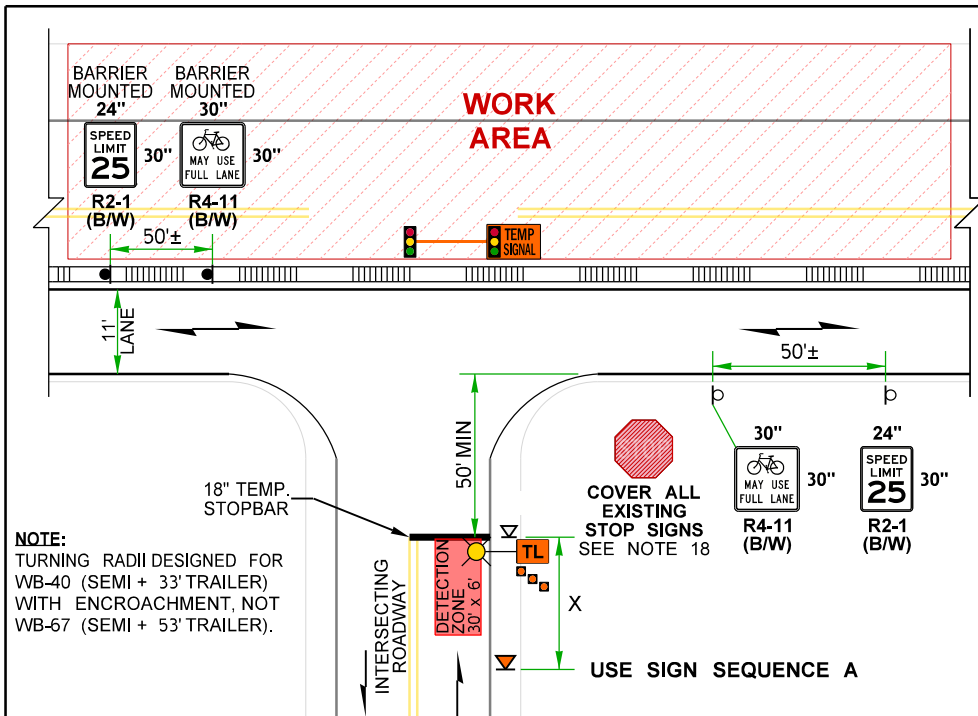 BARRIER
MOUNTED
24"
BARRIER
MOUNTED
30"
SPEED
LIMIT
25
30"
MAY USE
FULL LANE
30"
R2-1
(B/W)
R4-11
(B/W)
50'±
WORK
AREA
TEMP
SIGNAL
11'
LANE
50'±
50' MIN
STOP
COVER ALL
EXISTING
STOP SIGNS
SEE NOTE 18
30"
MAY USE
FULL LANE
30"
R4-11
(B/W)
24"
SPEED
LIMIT
25
30"
R2-1
(B/W)
18" TEMP.
STOPBAR
NOTE:
TURNING RADII DESIGNED FOR
WB-40 (SEMI + 33' TRAILER)
WITH ENCROACHMENT, NOT
WB-67 (SEMI + 53' TRAILER).
INTERSECTING
ROADWAY
DETECTION
ZONE
30' x 6'
TL
X
USE SIGN SEQUENCE A